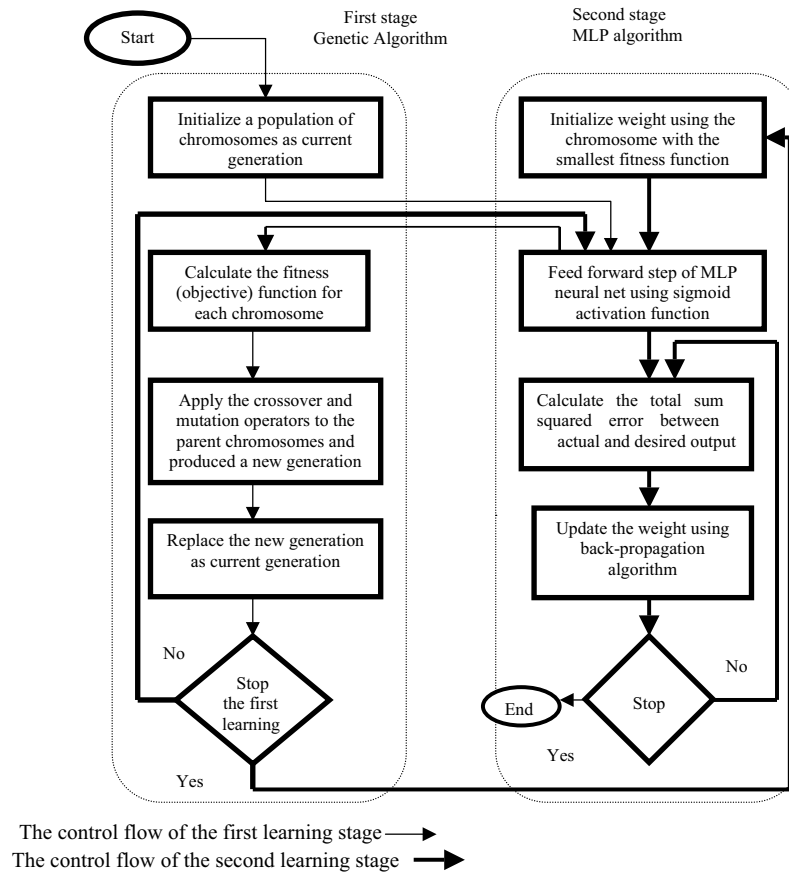 Start
First stage
Genetic Algorithm
Second stage
MLP algorithm
Initialize a population of
chromosomes as current
generation
Initialize weight using the
chromosome with the
smallest fitness function
Calculate the fitness
(objective) function for
each chromosome
Feed forward step of MLP
neural net using sigmoid
activation function
Apply the crossover and
mutation operators to the
parent chromosomes and
produced a new generation
Calculate the total sum
squared error between
actual and desired output
Replace the new generation
as current generation
Update the weight using
back-propagation
algorithm
No
Stop
the first
learning
Yes
No
Stop
End
Yes
The control flow of the first learning stage
The control flow of the second learning stage